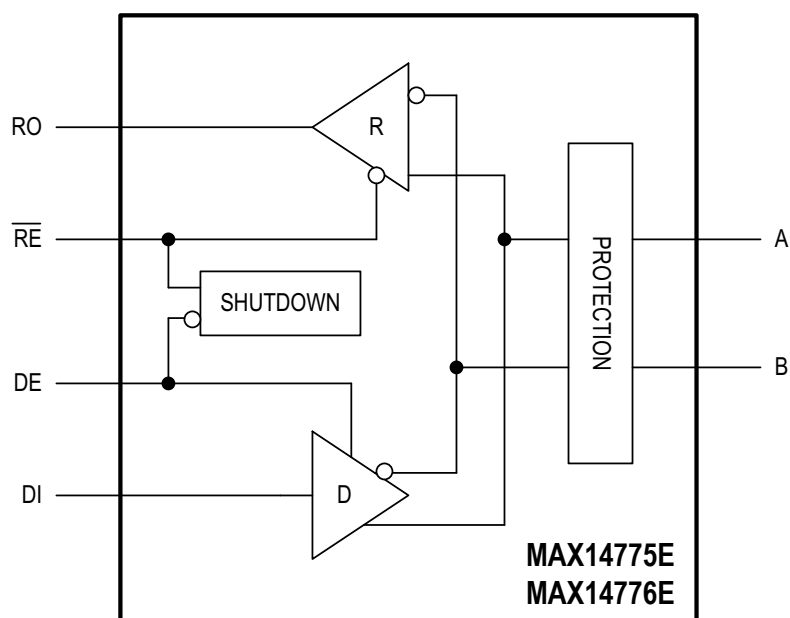 RO
R
RE
SHUTDOWN
PROTECTION
A
B
DE
DI
D
MAX14775E
MAX14776E